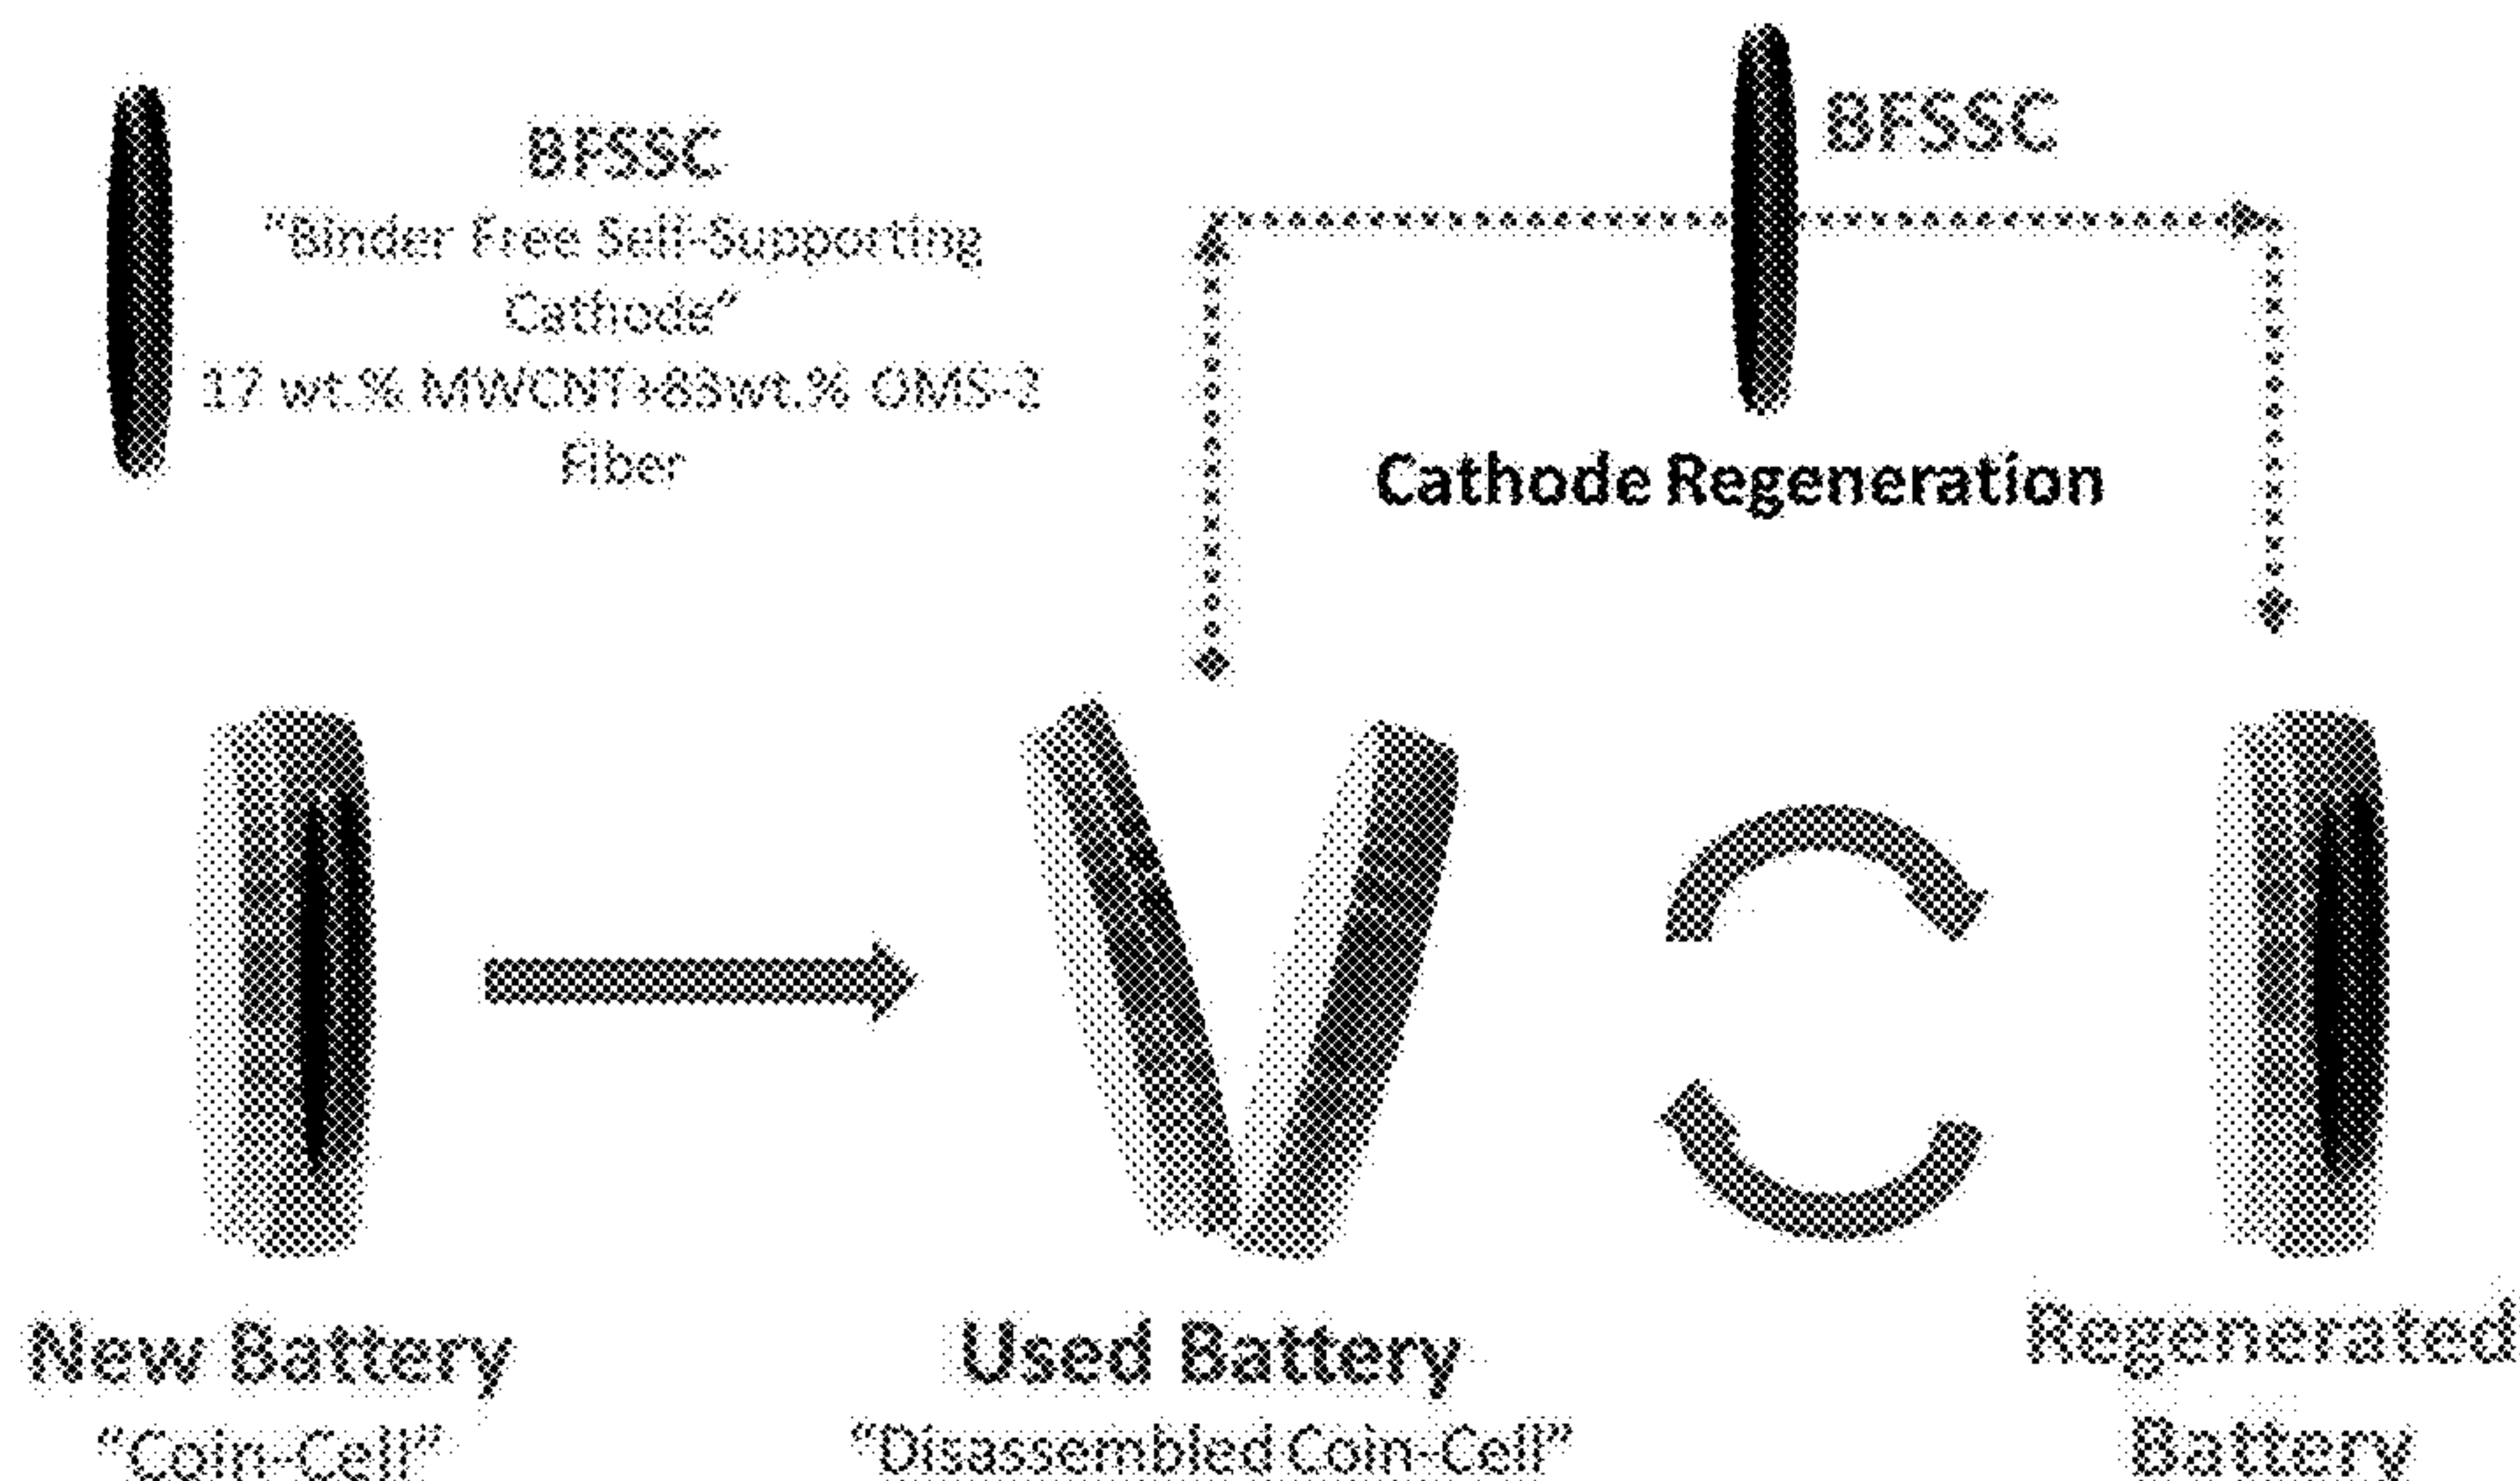 BFSSC
"Binder Free Self-Supporting
Cathode"
17 wt.% MWCNT+83wt.% OMS-2
Fiber
BFSSC
Cathode Regeneration
New Battery
"Coin-Cell"
Used Battery
"Disassembled Coin-Cell"
Regenerated
Battery